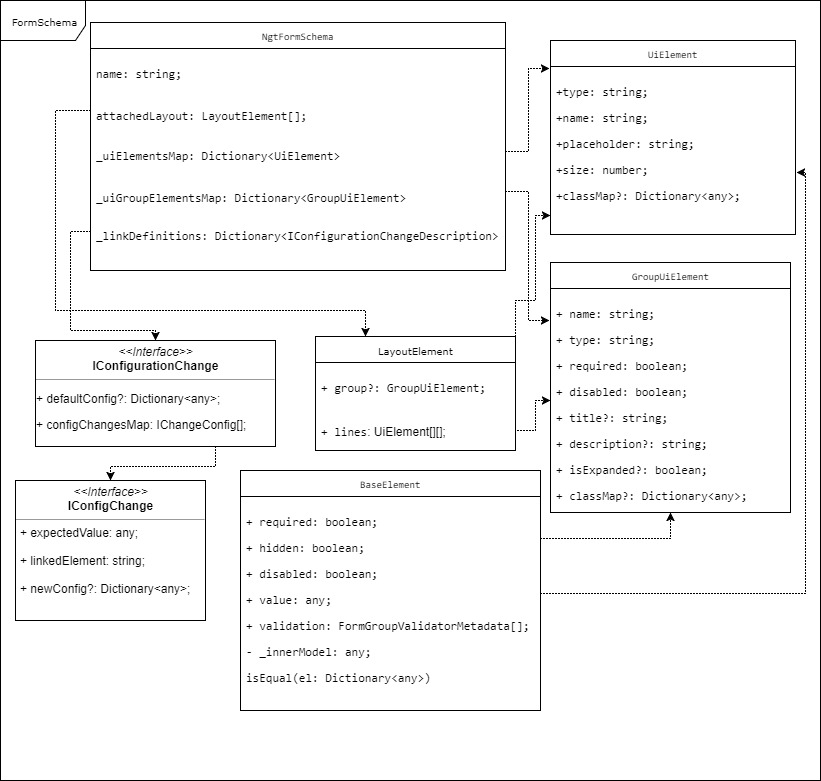 FormSchema
NgtFormSchema
name: string;
attachedLayout: LayoutElement[];
_uiElementsMap: Dictionary<UiElement>
_uiGroupElementsMap: Dictionary<GroupUiElement>
_linkDefinitions: Dictionary<IConfigurationChangeDescription>
UiElement
+type: string;
+name: string;
+placeholder: string;
+size: number;
+classMap?: Dictionary<any>;
GroupUiElement
+ name: string;
+ type: string;
+ required: boolean;
+ disabled: boolean;
+ title?: string;
+ description?: string;
+ isExpanded?: boolean;
+ classMap?: Dictionary<any>;
<<Interface>>
IConfigurationChange
+ defaultConfig?: Dictionary<any>;
+ configChangesMap: IChangeConfig[];
LayoutElement
+ group?: GroupUiElement;
+ lines: UiElement[][];
<<Interface>>
IConfigChange
+ expectedValue: any;
+ linkedElement: string;
+ newConfig?: Dictionary<any>;
BaseElement
+ required: boolean;
+ hidden: boolean;
+ disabled: boolean;
+ value: any;
+ validation: FormGroupValidatorMetadata[];
- _innerModel: any;
isEqual(el: Dictionary<any>)